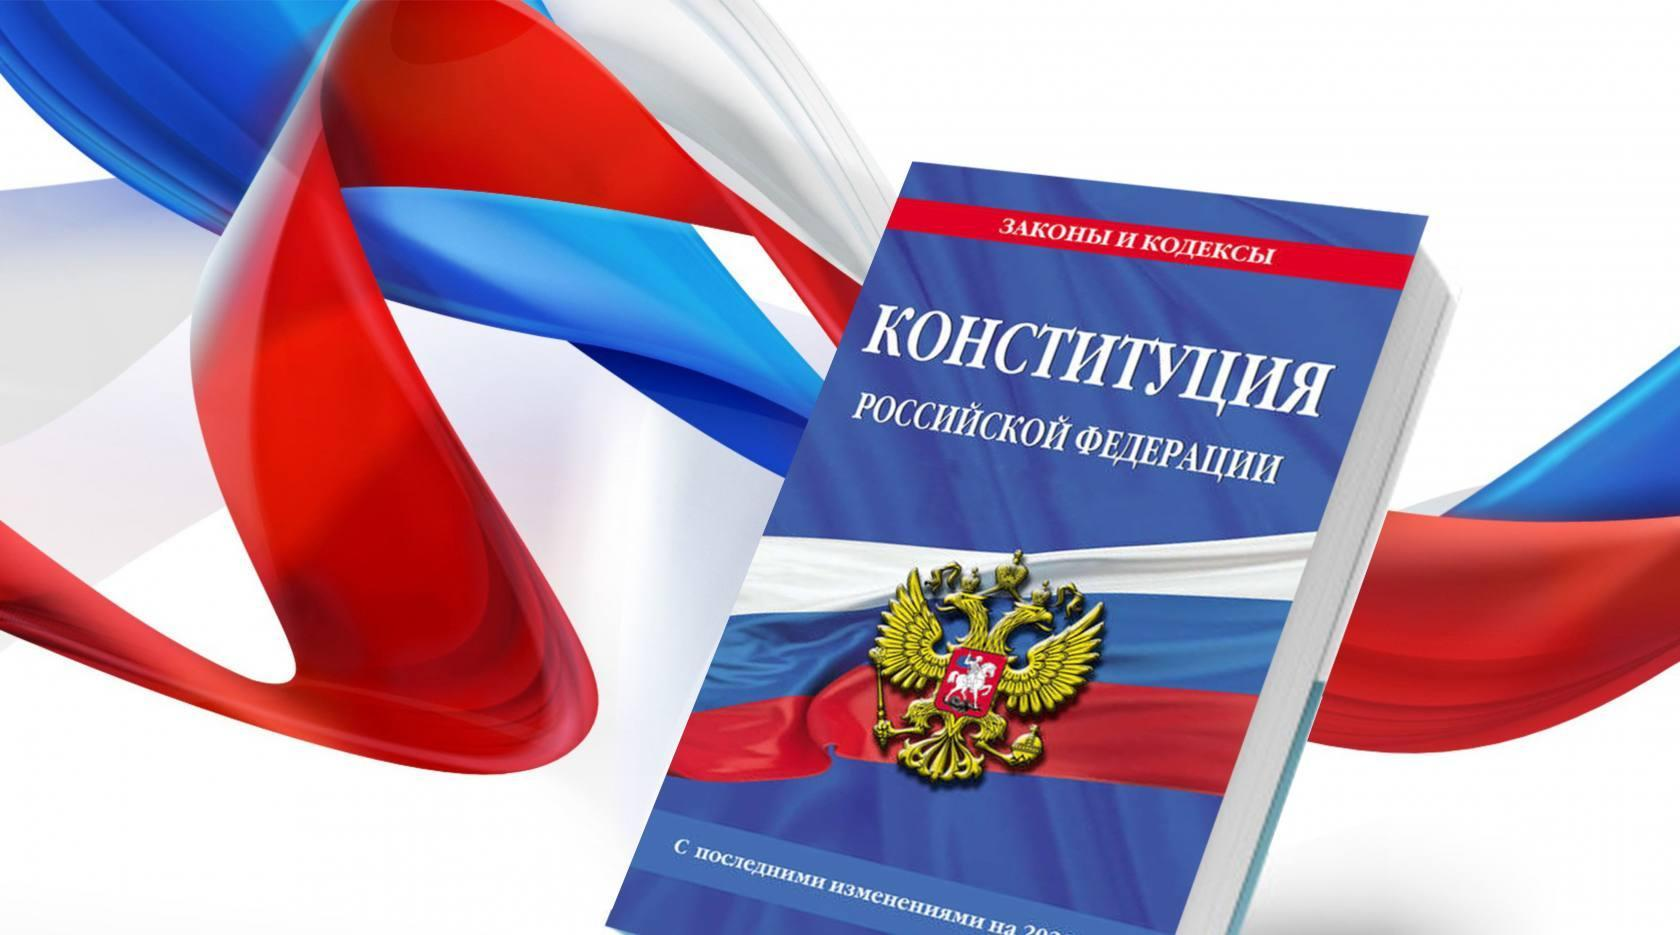 ЗАКОНЫ И КОДЕКСЫ
КОНСТИТУЦИЯ
РОССИЙСКОЙ ФЕДЕРАЦИИ
С последними изменениями на